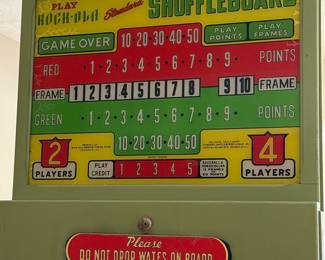 PLAY
ROCK-OLA Standard SHUFFLEBOARD
GAME OVER 10·20·30·40·50 PLAY POINTS PLAY FRAMES
RED ·1·2·3·4·5·6·7·8·9· POINTS
FRAME 1 2 3 4 5 6 7 8 9 10 FRAME
GREEN ·1·2·3·4·5·6·7·8·9· POINTS
10·20·30·40·50
2 PLAYERS
4 PLAYERS
PLAY CREDIT 1 2 3 4 5
Please
DO NOT DROP WATES ON BOARD